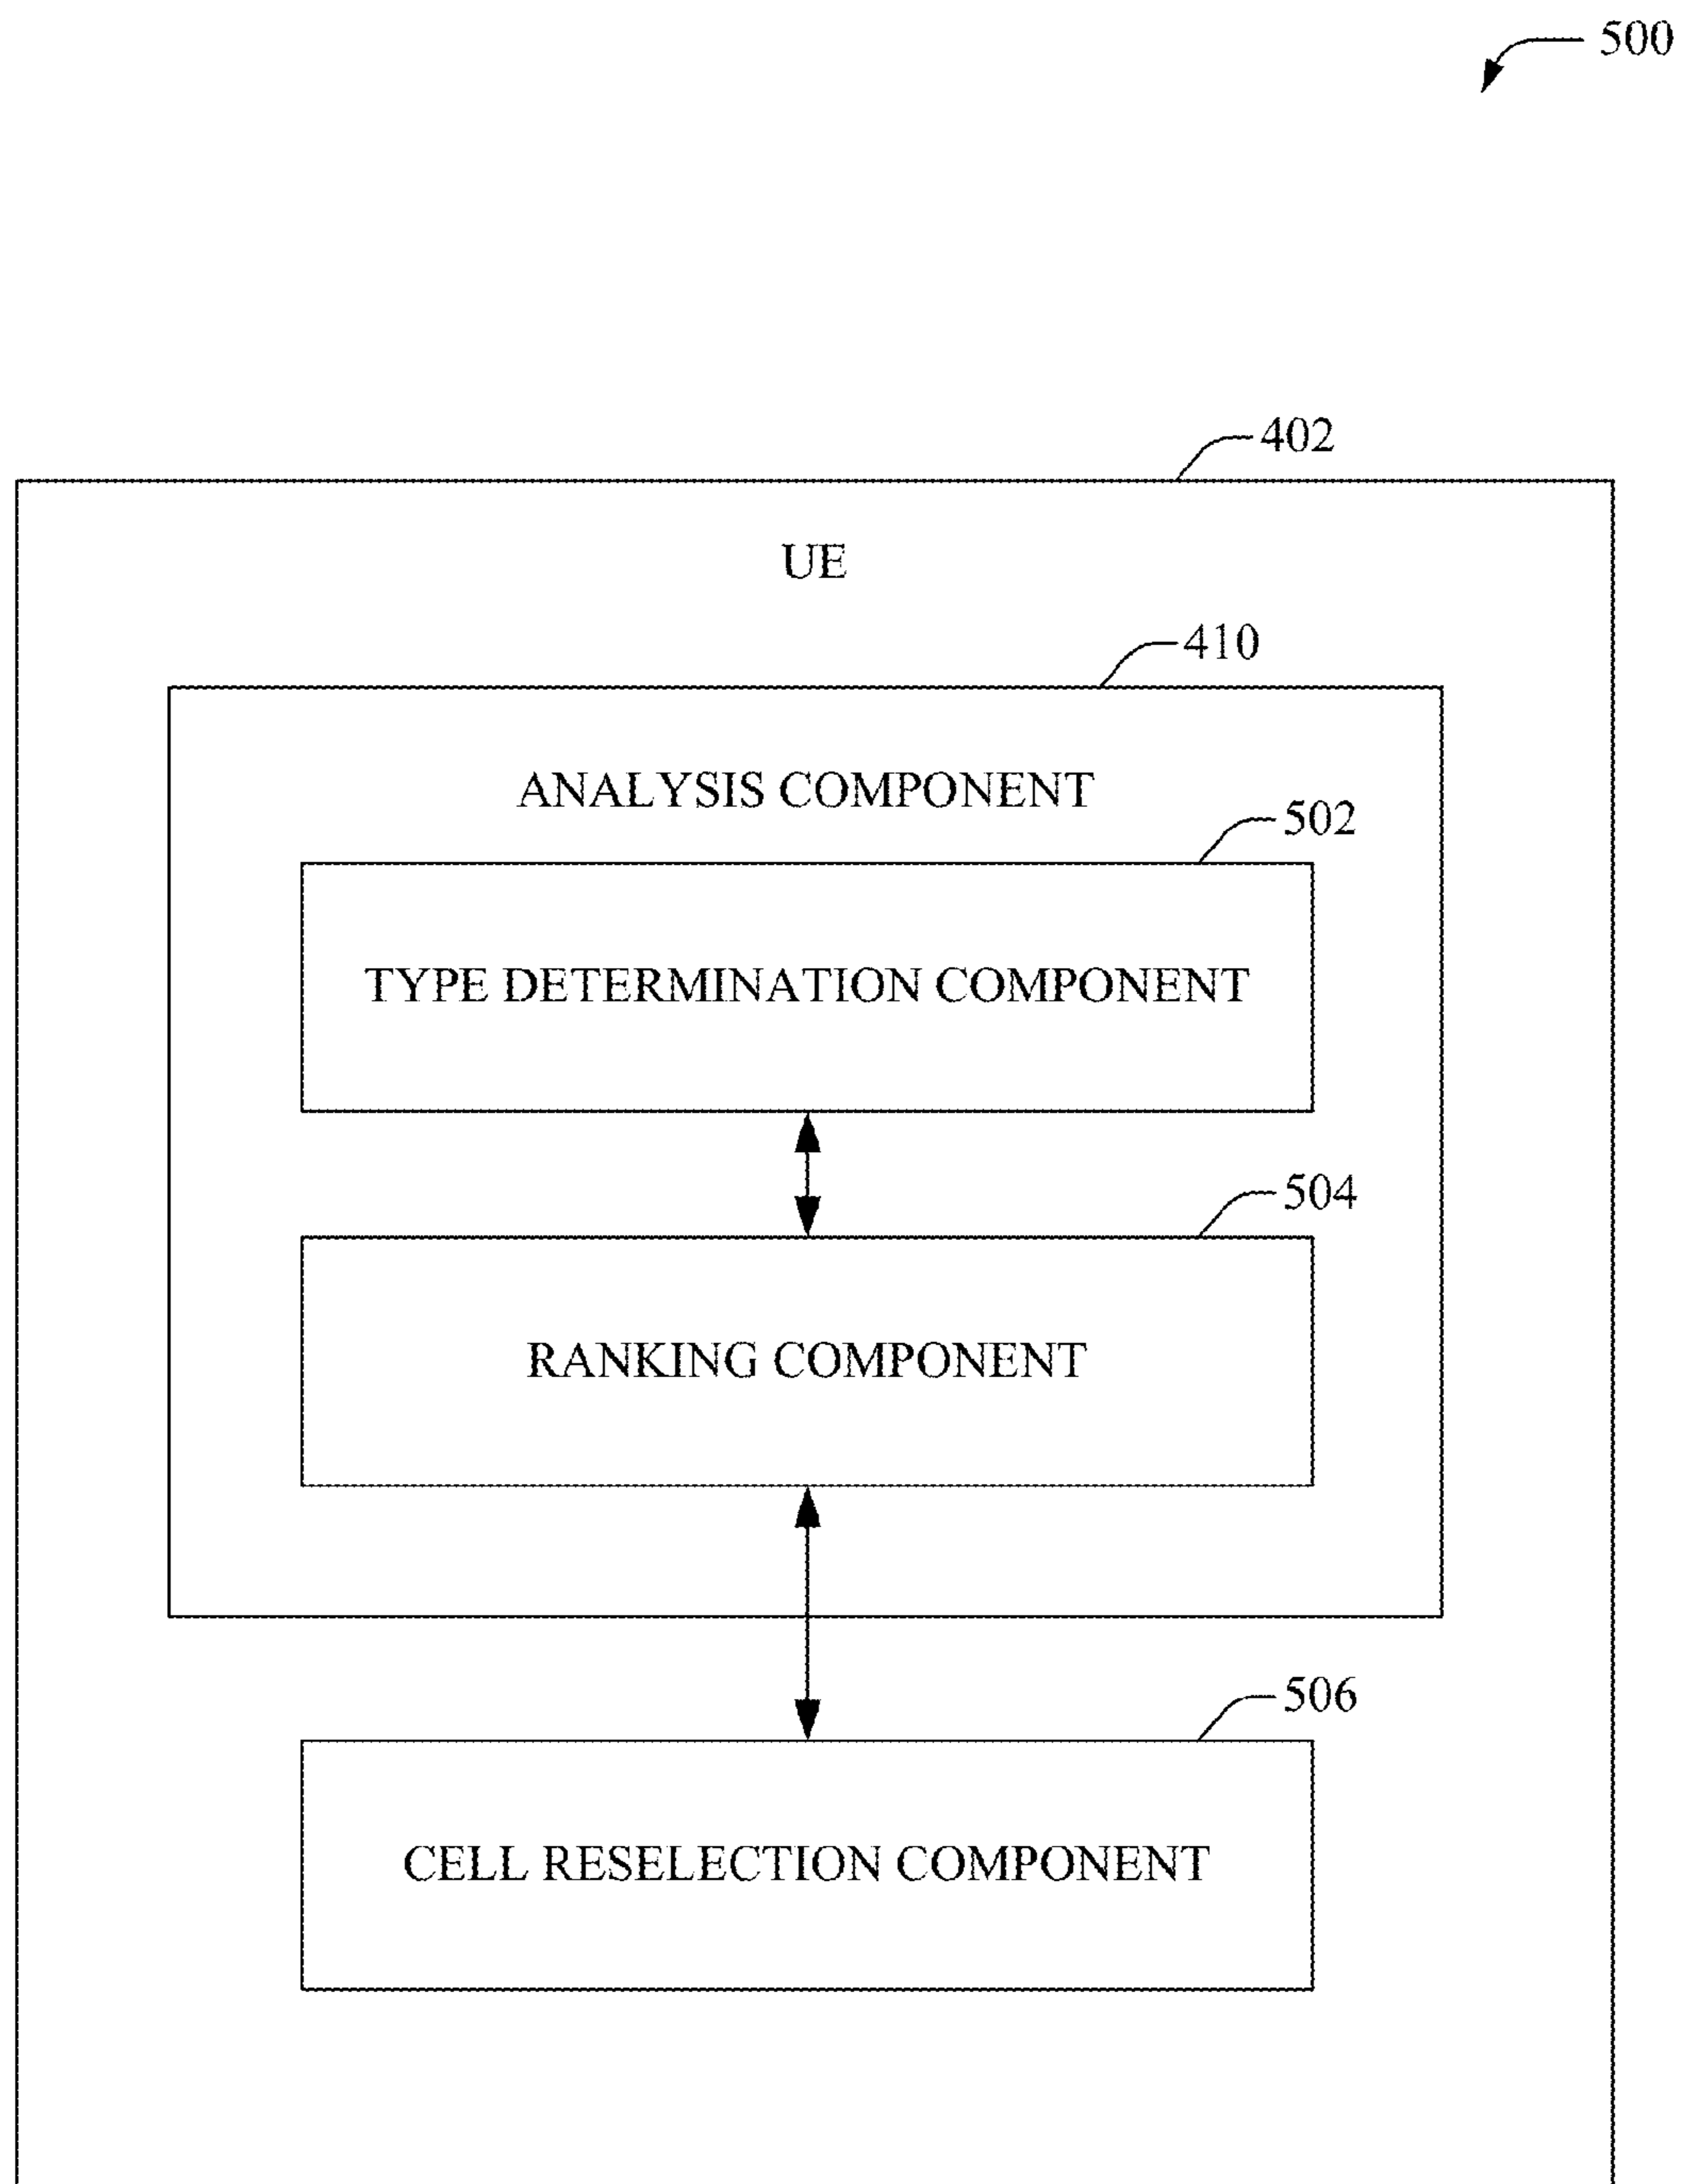 500
402
UE
410
ANALYSIS COMPONENT
502
TYPE DETERMINATION COMPONENT
504
RANKING COMPONENT
506
CELL RESELECTION COMPONENT